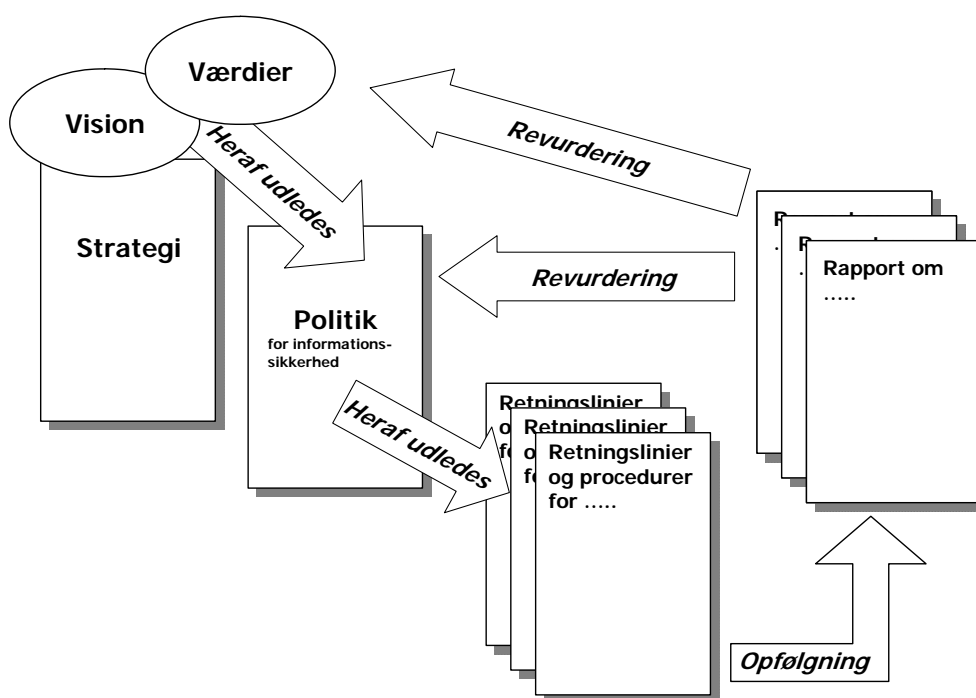 Værdier
Vision
Heraf udledes
Strategi
Politik
for informations-
sikkerhed
Heraf udledes
Retningslinier
Retningslinier
Retningslinier
og procedurer
for .....
Opfølgning
Rapport om
.....
Revurdering
Revurdering